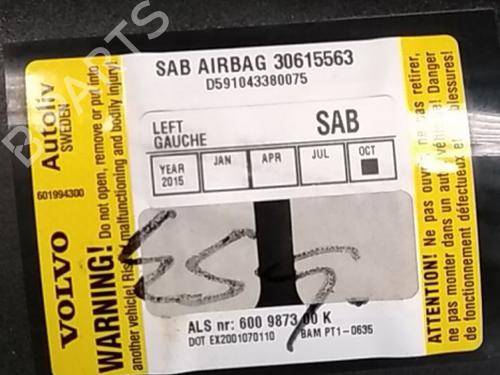 SAB AIRBAG 30615563
D591043380075
LEFT
GAUCHE
SAB
YEAR
2015
JAN
APR
JUL
OCT
ALS nr: 600 9873 00 K
DOT EX2001070110
BAM PT1-0635
Autoliv
SWEDEN
601994300
VOLVO
WARNING! Do not open, remove or put into
another vehicle! Risk of malfunctioning and bodily injury!
ATTENTION! Ne pas ouvrir, ne pas retirer,
ne pas monter dans un autre véhicule! Danger
de fonctionnement défectueux et de blessures!
PARTS